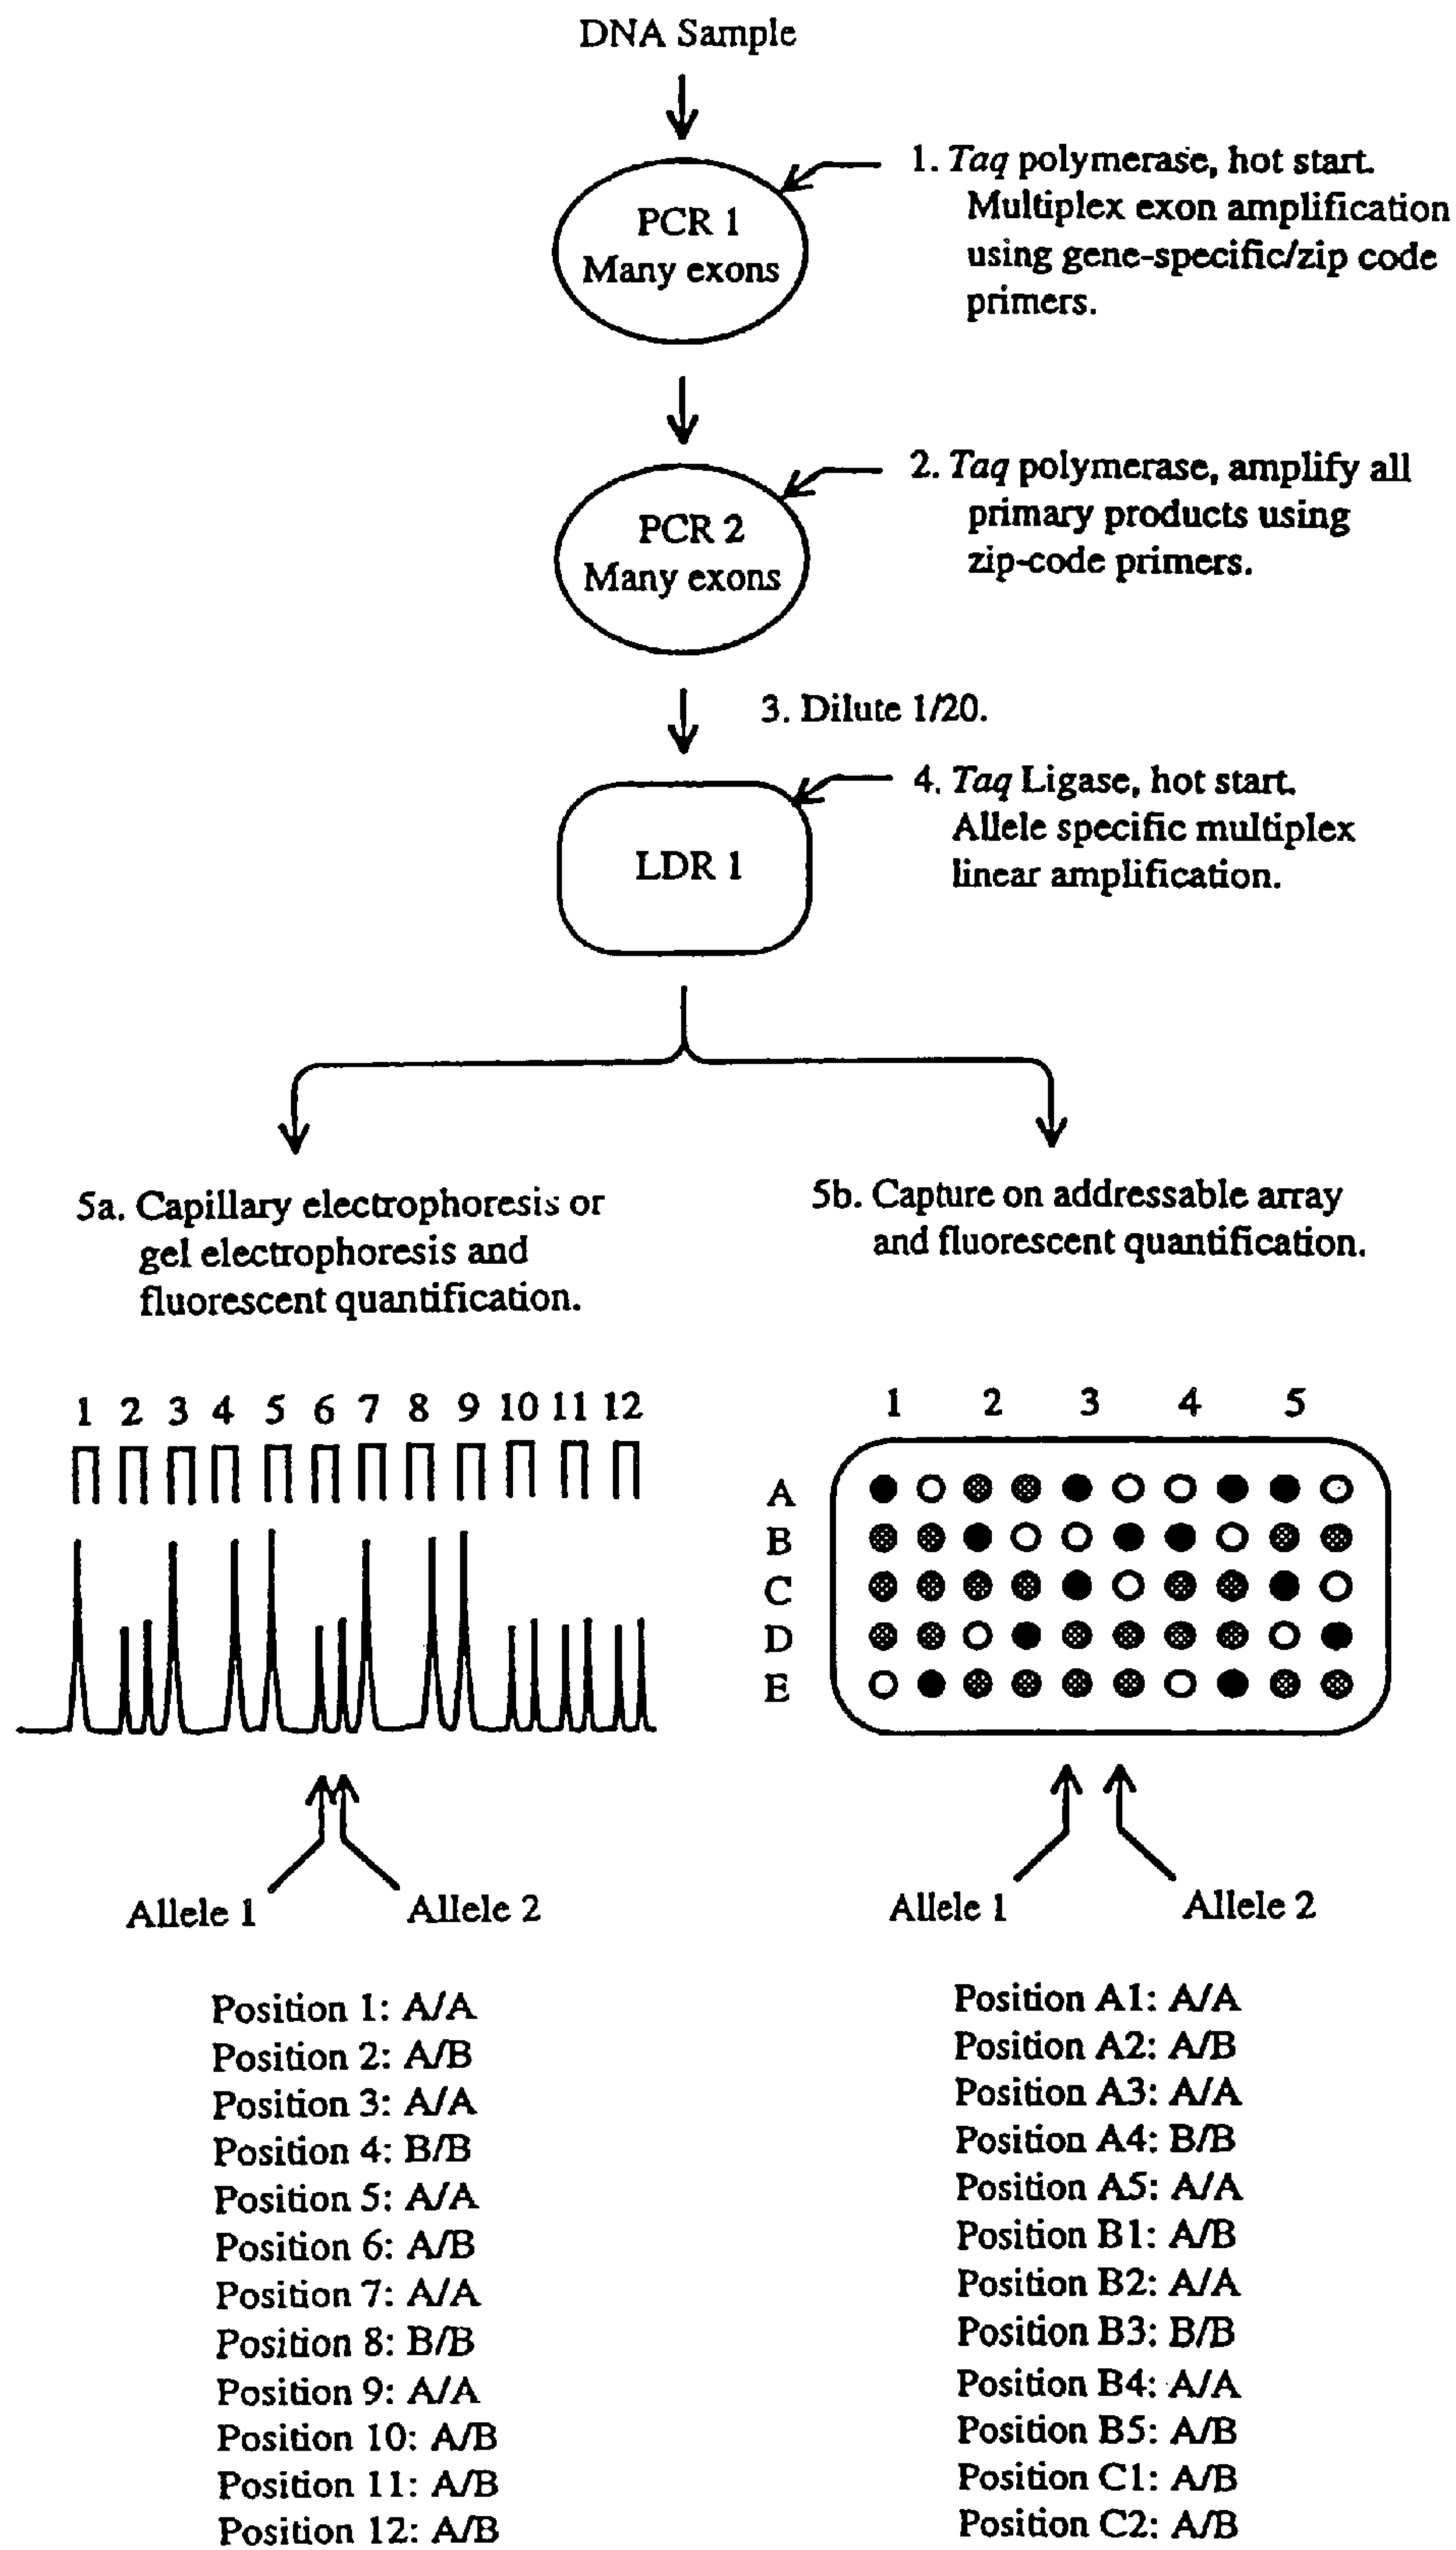 DNA Sample
PCR 1
Many exons
1. Taq polymerase, hot start.
Multiplex exon amplification
using gene-specific/zip code
primers.
PCR 2
Many exons
2. Taq polymerase, amplify all
primary products using
zip-code primers.
3. Dilute 1/20.
LDR 1
4. Taq Ligase, hot start.
Allele specific multiplex
linear amplification.
5a. Capillary electrophoresis or
gel electrophoresis and
fluorescent quantification.
5b. Capture on addressable array
and fluorescent quantification.
1 2 3 4 5 6 7 8 9 10 11 12
1 2 3 4 5
A
B
C
D
E
Allele 1
Allele 2
Allele 1
Allele 2
Position 1: A/A
Position 2: A/B
Position 3: A/A
Position 4: B/B
Position 5: A/A
Position 6: A/B
Position 7: A/A
Position 8: B/B
Position 9: A/A
Position 10: A/B
Position 11: A/B
Position 12: A/B
Position A1: A/A
Position A2: A/B
Position A3: A/A
Position A4: B/B
Position A5: A/A
Position B1: A/B
Position B2: A/A
Position B3: B/B
Position B4: A/A
Position B5: A/B
Position C1: A/B
Position C2: A/B